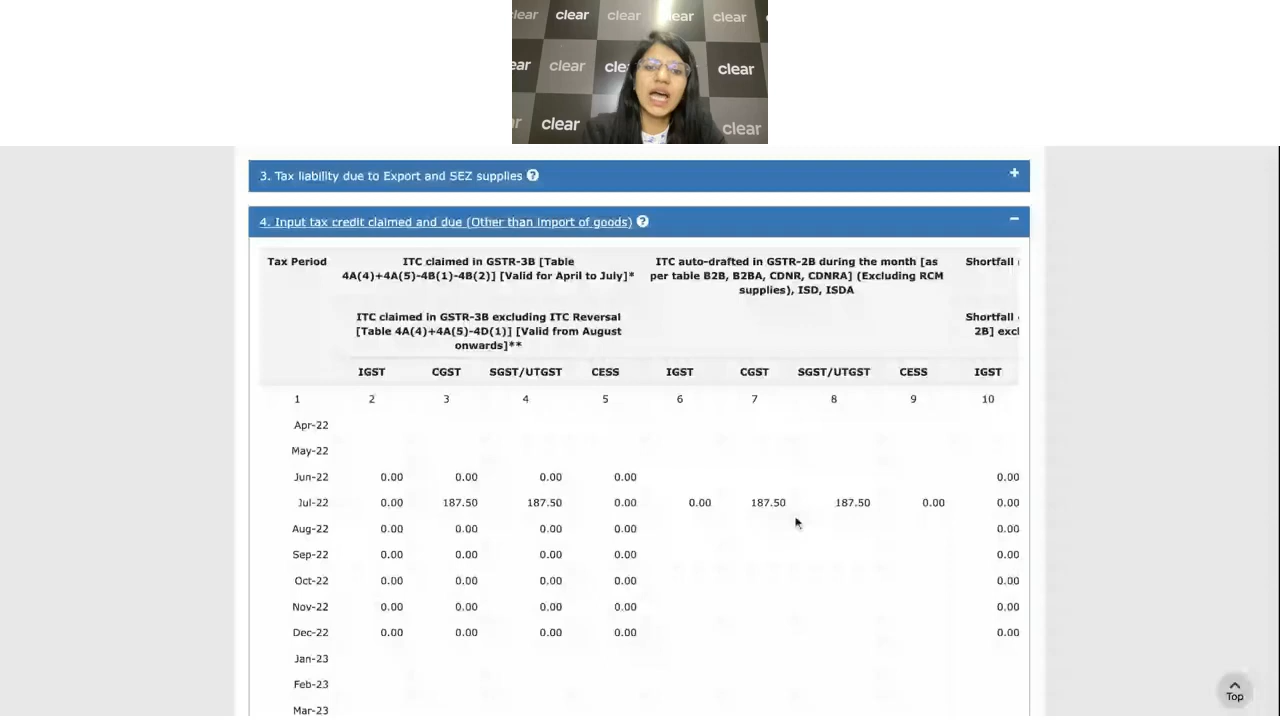 clear clear clear clear clear
ear clear cle clear
r clear clear
3. Tax liability due to Export and SEZ supplies ? +
4. Input tax credit claimed and due (Other than import of goods) ? −
Tax Period ITC claimed in GSTR-3B [Table ITC auto-drafted in GSTR-2B during the month [as Shortfall (
4A(4)+4A(5)-4B(1)-4B(2)] [Valid for April to July]* per table B2B, B2BA, CDNR, CDNRA] (Excluding RCM
supplies), ISD, ISDA
ITC claimed in GSTR-3B excluding ITC Reversal Shortfall
[Table 4A(4)+4A(5)-4D(1)] [Valid from August 2B] excl
onwards]**
IGST CGST SGST/UTGST CESS IGST CGST SGST/UTGST CESS IGST
1 2 3 4 5 6 7 8 9 10
Apr-22
May-22
Jun-22 0.00 0.00 0.00 0.00 0.00
Jul-22 0.00 187.50 187.50 0.00 0.00 187.50 187.50 0.00 0.00
Aug-22 0.00 0.00 0.00 0.00 0.00
Sep-22 0.00 0.00 0.00 0.00 0.00
Oct-22 0.00 0.00 0.00 0.00 0.00
Nov-22 0.00 0.00 0.00 0.00 0.00
Dec-22 0.00 0.00 0.00 0.00 0.00
Jan-23
Feb-23
Mar-23
Top